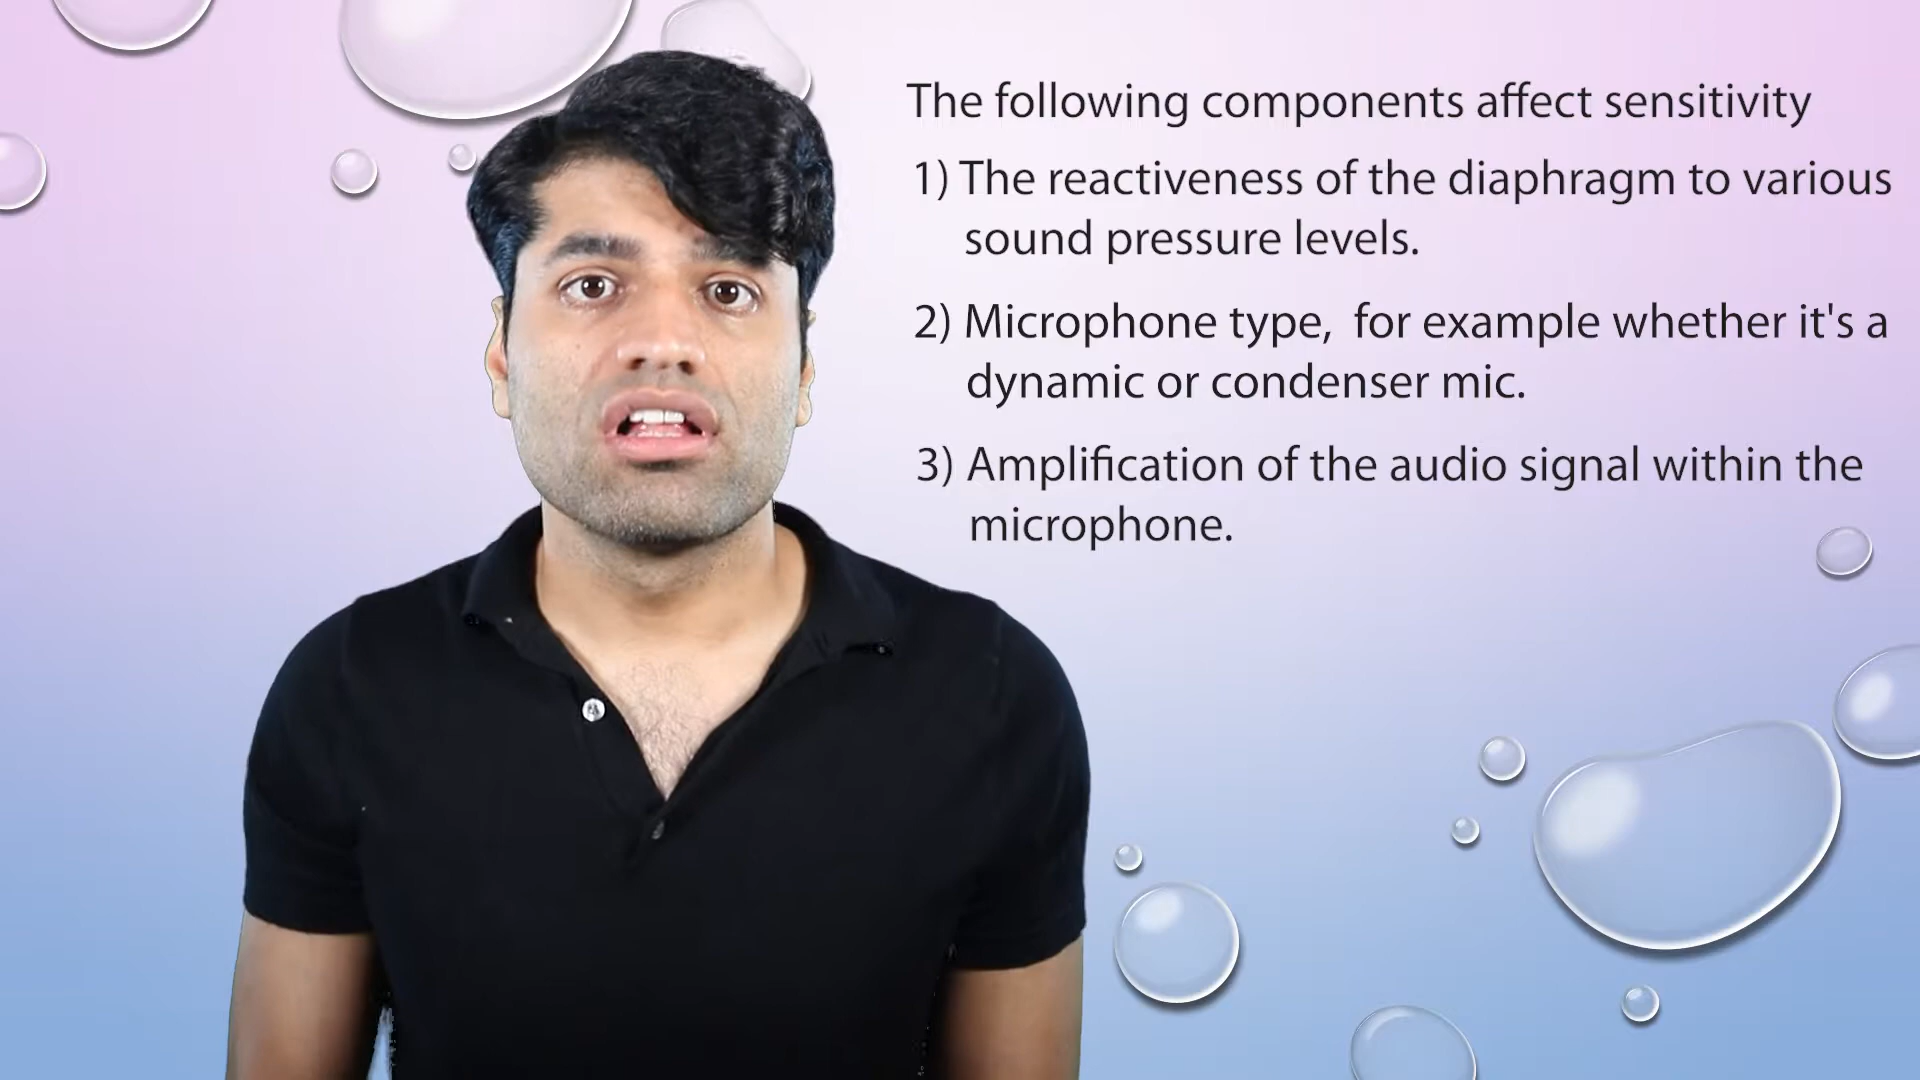 The following components affect sensitivity
1) The reactiveness of the diaphragm to various
sound pressure levels.
2) Microphone type,  for example whether it's a
dynamic or condenser mic.
3) Amplification of the audio signal within the
microphone.